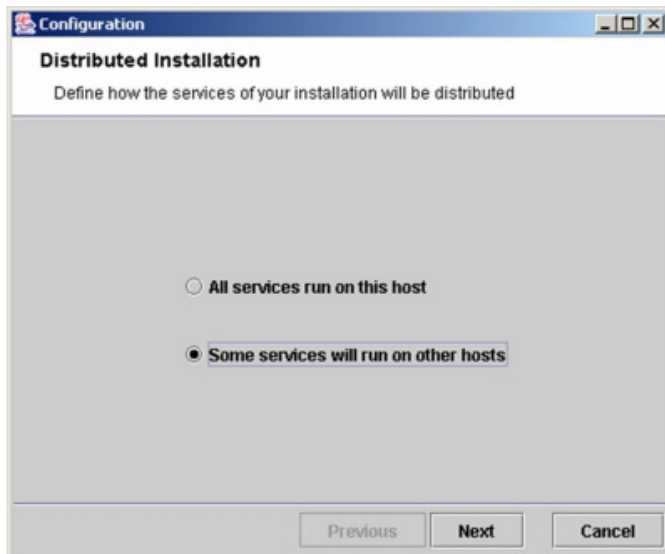 Configuration
Distributed Installation
Define how the services of your installation will be distributed
All services run on this host
Some services will run on other hosts
Previous Next Cancel